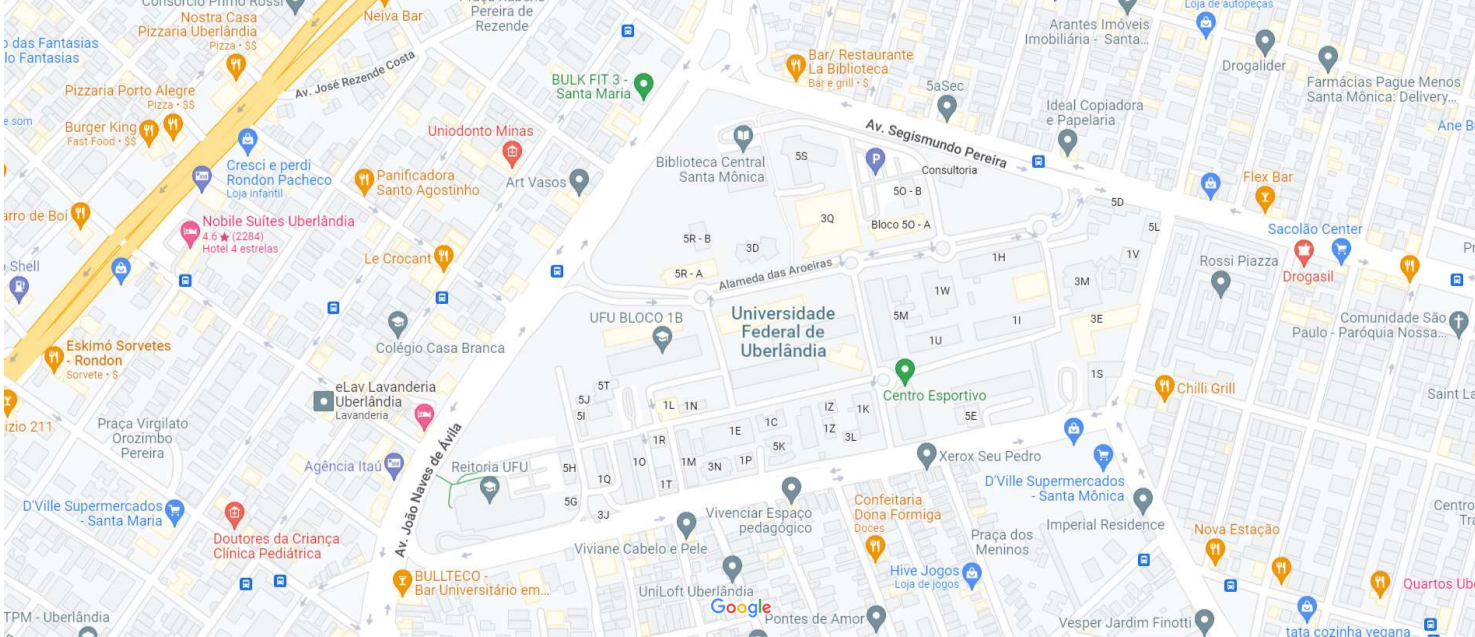 Consórcio Primo Rossi
Nostra Casa
Pizzaria Uberlândia
Pizza • $$
Neiva Bar
Pereira de
Rezende
Arantes Imóveis
Imobiliária - Santa...
Loja de autopeças
o das Fantasias
lo Fantasias
Av. José Rezende Costa
BULK FIT 3 -
Santa Maria
Bar/ Restaurante
La Biblioteca
Bar e grill • $
5aSec
Drogalider
Farmácias Pague Menos
Santa Mônica: Delivery...
Pizzaria Porto Alegre
Pizza • $$
e som
Burger King
Fast Food • $$
Uniodonto Minas
Ideal Copiadora
e Papelaria
Ane B
Av. Segismundo Pereira
Cresci e perdi
Rondon Pacheco
Loja infantil
Panificadora
Santo Agostinho
Art Vasos
Biblioteca Central
Santa Mônica
5S
P
Consultoria
5O - B
Flex Bar
5D
arro de Boi
Nobile Suítes Uberlândia
4.6 ★ (2284)
Hotel 4 estrelas
3Q
Bloco 5O - A
5L
Sacolão Center
5R - B
3D
Le Crocant
1H
1V
Rossi Piazza
Drogasil
Shell
5R - A
Alameda das Aroeiras
3M
1W
UFU BLOCO 1B
Universidade
Federal de
Uberlândia
5M
1I
3E
Comunidade São
Paulo - Paróquia Nossa...
Colégio Casa Branca
1U
Eskimó Sorvetes
- Rondon
Sorvete • $
1S
eLav Lavanderia
Uberlândia
Lavanderia
5T
5J
5I
Centro Esportivo
Chilli Grill
Saint La
1L
1N
IZ
1Z
1K
5E
izio 211
Praça Virgilato
Orozimbo
Pereira
1C
1E
3L
1R
5K
Av. João Naves de Ávila
Agência Itaú
Reitoria UFU
5H
1O
1M
3N
1P
Xerox Seu Pedro
1Q
1T
D'Ville Supermercados
- Santa Mônica
D'Ville Supermercados
- Santa Maria
5G
3J
Vivenciar Espaço
pedagógico
Confeitaria
Dona Formiga
Doces
Imperial Residence
Centro
Doutores da Criança
Clínica Pediátrica
Viviane Cabelo e Pele
Praça dos
Meninos
Nova Estação
BULLTECO -
Bar Universitário em...
UniLoft Uberlândia
Hive Jogos
Loja de jogos
Quartos Ube
Google
TPM - Uberlândia
Pontes de Amor
Vesper Jardim Finotti
tata cozinha vegana